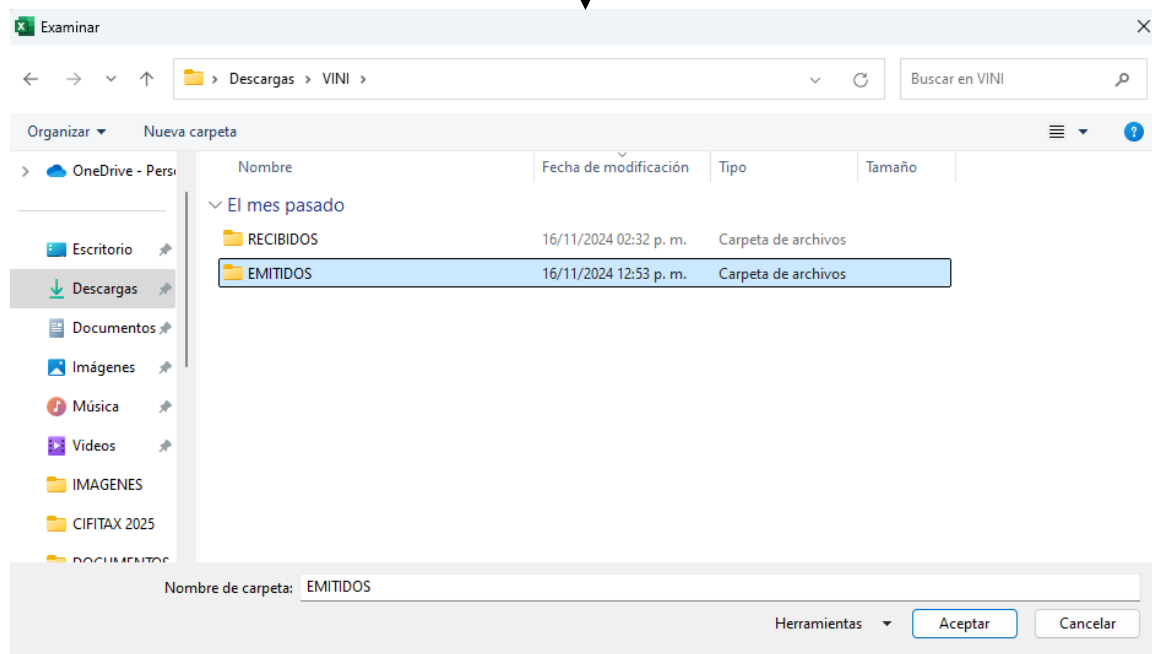 Examinar
Descargas > VINI >
Buscar en VINI
Organizar
Nueva carpeta
Nombre
Fecha de modificación
Tipo
Tamaño
OneDrive - Pers
El mes pasado
RECIBIDOS 16/11/2024 02:32 p. m. Carpeta de archivos
EMITIDOS 16/11/2024 12:53 p. m. Carpeta de archivos
Escritorio
Descargas
Documentos
Imágenes
Música
Videos
IMAGENES
CIFITAX 2025
DOCUMENTOS
Nombre de carpeta: EMITIDOS
Herramientas
Aceptar
Cancelar